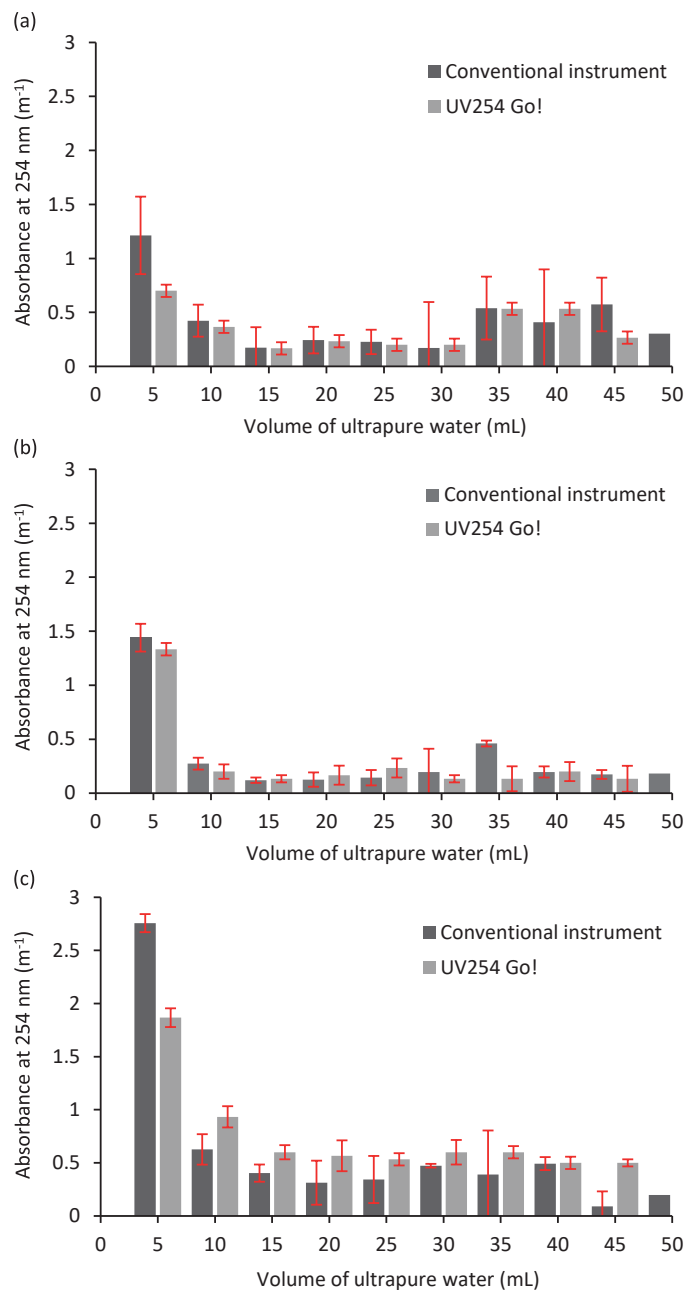 (a)
3
2.5
2
1.5
1
0.5
0
Absorbance at 254 nm (m⁻¹)
Conventional instrument
UV254 Go!
0 5 10 15 20 25 30 35 40 45 50
Volume of ultrapure water (mL)
(b)
3
2.5
2
1.5
1
0.5
0
Absorbance at 254 nm (m⁻¹)
Conventional instrument
UV254 Go!
0 5 10 15 20 25 30 35 40 45 50
Volume of ultrapure water (mL)
(c)
3
2.5
2
1.5
1
0.5
0
Absorbance at 254 nm (m⁻¹)
Conventional instrument
UV254 Go!
0 5 10 15 20 25 30 35 40 45 50
Volume of ultrapure water (mL)